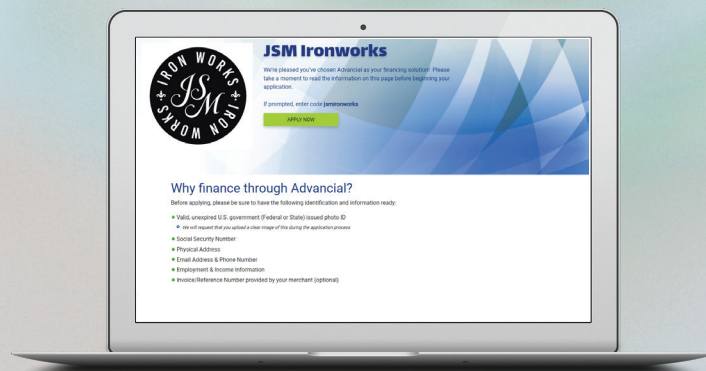 IRON WORKS
JSM
IRON WORKS
JSM Ironworks
We're pleased you've chosen Advancial as your financing solution! Please
take a moment to read the information on this page before beginning your
application.
If prompted, enter code jsmironworks
APPLY NOW
Why finance through Advancial?
Before applying, please be sure to have the following identification and information ready:
Valid, unexpired U.S. government (Federal or State) issued photo ID
We will request that you upload a clear image of this during the application process
Social Security Number
Physical Address
Email Address & Phone Number
Employment & Income Information
Invoice/Reference Number provided by your merchant (optional)